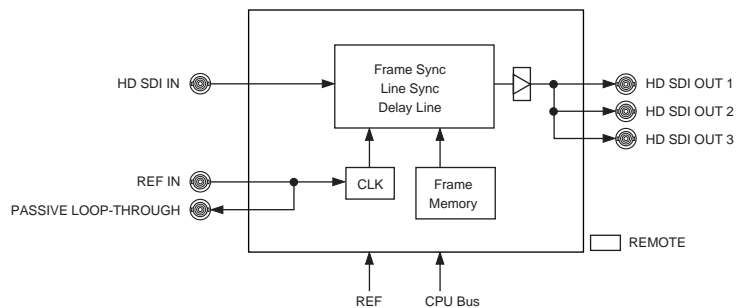 HD SDI IN
Frame Sync
Line Sync
Delay Line
HD SDI OUT 1
HD SDI OUT 2
HD SDI OUT 3
REF IN
CLK
Frame
Memory
PASSIVE LOOP-THROUGH
REMOTE
REF
CPU Bus